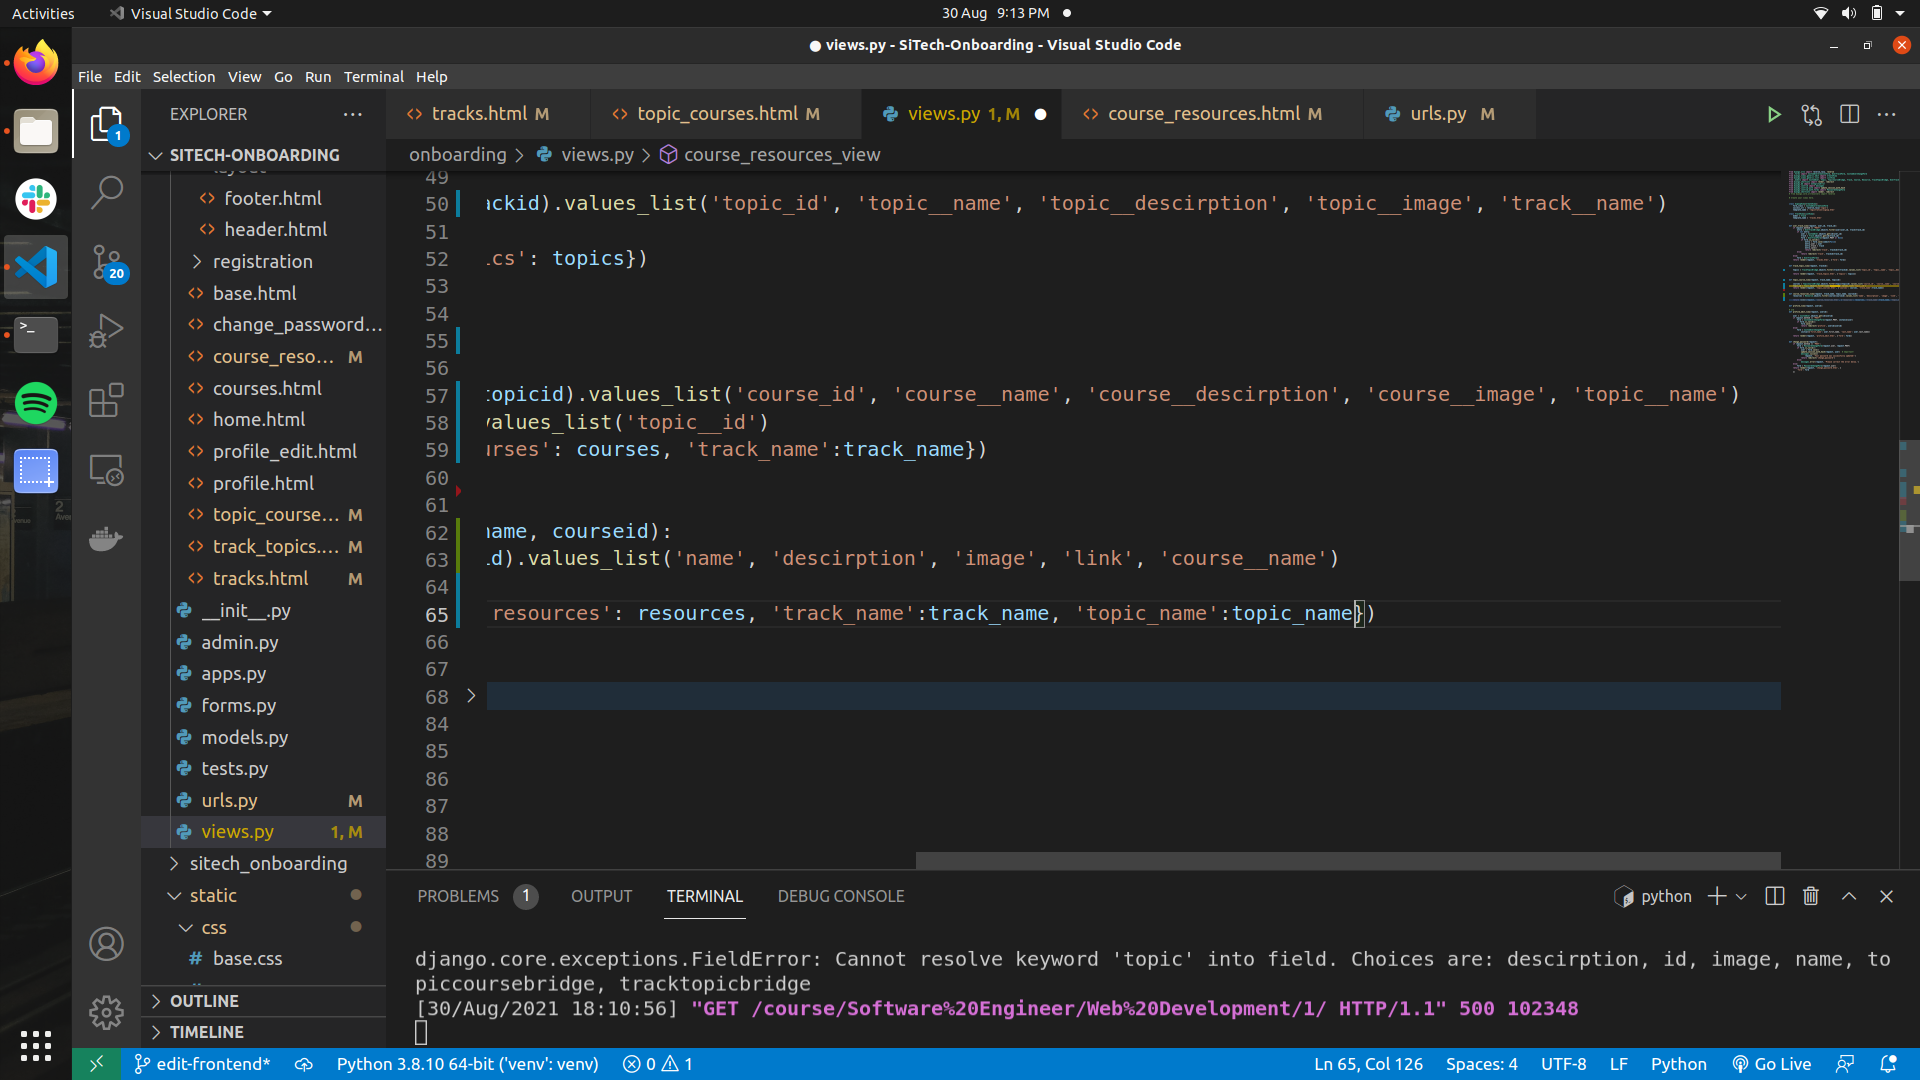 Activities
Visual Studio Code
30 Aug 9:13 PM
views.py - SiTech-Onboarding - Visual Studio Code
File Edit Selection View Go Run Terminal Help
1
20
EXPLORER
SITECH-ONBOARDING
footer.html
header.html
registration
base.html
change_password...
course_reso... M
courses.html
home.html
profile_edit.html
profile.html
topic_course... M
track_topics.... M
tracks.html M
__init__.py
admin.py
apps.py
forms.py
models.py
tests.py
urls.py M
views.py 1, M
sitech_onboarding
static
css
# base.css
OUTLINE
TIMELINE
tracks.html M
topic_courses.html M
views.py 1, M
course_resources.html M
urls.py M
onboarding > views.py > course_resources_view
49
50 ackid).values_list('topic_id', 'topic__name', 'topic__descirption', 'topic__image', 'track__name')
51
52 ics': topics})
53
54
55
56
57 topicid).values_list('course_id', 'course__name', 'course__descirption', 'course__image', 'topic__name')
58 values_list('topic__id')
59 urses': courses, 'track_name':track_name})
60
61
62 name, courseid):
63 id).values_list('name', 'descirption', 'image', 'link', 'course__name')
64
65 resources': resources, 'track_name':track_name, 'topic_name':topic_name})
66
67
68
84
85
86
87
88
89
PROBLEMS 1 OUTPUT TERMINAL DEBUG CONSOLE
python
django.core.exceptions.FieldError: Cannot resolve keyword 'topic' into field. Choices are: descirption, id, image, name, to
piccoursebridge, tracktopicbridge
[30/Aug/2021 18:10:56] "GET /course/Software%20Engineer/Web%20Development/1/ HTTP/1.1" 500 102348
edit-frontend*
Python 3.8.10 64-bit ('venv': venv)
0 1
Ln 65, Col 126
Spaces: 4
UTF-8
LF
Python
Go Live